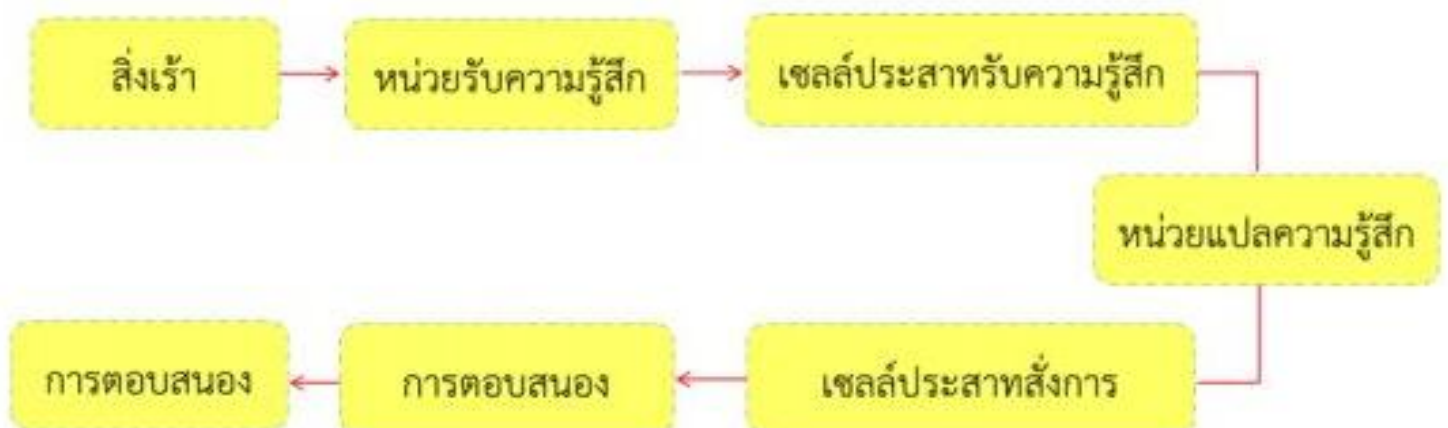 สิ่งเร้า
หน่วยรับความรู้สึก
เซลล์ประสาทรับความรู้สึก
หน่วยแปลความรู้สึก
เซลล์ประสาทสั่งการ
การตอบสนอง
การตอบสนอง